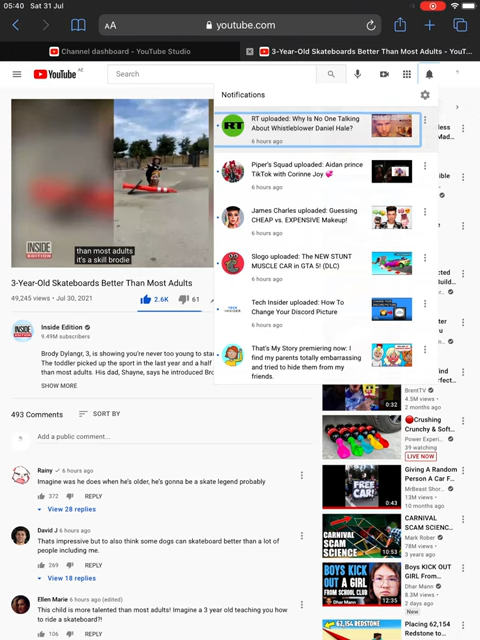 05:40 Sat 31 Jul
AA
youtube.com
Channel dashboard - YouTube Studio
3-Year-Old Skateboards Better Than Most Adults - YouT...
YouTube AE
Search
Notifications
RT uploaded: Why Is No One Talking
About Whistleblower Daniel Hale?
6 hours ago
Piper's Squad uploaded: Aidan prince
TikTok with Corinne Joy 💞
6 hours ago
James Charles uploaded: Guessing
CHEAP vs. EXPENSIVE Makeup!
6 hours ago
Slogo uploaded: The NEW STUNT
MUSCLE CAR in GTA 5! (DLC)
6 hours ago
Tech Insider uploaded: How To
Change Your Discord Picture
6 hours ago
That's My Story premiering now: I
find my parents totally embarrassing
and tried to hide them from my
friends.
RT
TECH
INSIDER
than most adults
it's a skill brodie
INSIDE
EDITION
3-Year-Old Skateboards Better Than Most Adults
49,245 views • Jul 30, 2021
2.6K
61
INSIDE
EDITION
Inside Edition
9.49M subscribers
Brody Dylangr, 3, is showing you're never too young to sta
The toddler picked up the sport in the last year and a half
than most adults. His dad, Shayne, says he introduced Bro
SHOW MORE
493 Comments
SORT BY
Add a public comment...
Rainy 6 hours ago
Imagine was he does when he's older, he's gonna be a skate legend probably
372
REPLY
View 28 replies
David J 6 hours ago
Thats impressive but to also think some dogs can skateboard better than a lot of
people including me.
269
REPLY
View 18 replies
Ellen Marie 6 hours ago (edited)
This child is more talented than most adults! Imagine a 3 year old teaching you how
to ride a skateboard?!
106
REPLY
0:32
BrentTV
4.5M views •
2 months ago
🔴Crushing
Crunchy & Soft...
Power Experi...
39 watching
LIVE NOW
FREE
CAR!
0:43
Giving A Random
Person A Car F...
MrBeast Shor...
13M views •
10 months ago
CARNIVAL
SCAM
SCIENCE
10:53
CARNIVAL
SCAM SCIENC...
Mark Rober
78M views •
3 years ago
BOYS KICK
OUT A GIRL
FROM SCHOOL CLUB
12:35
Boys KICK OUT
GIRL From...
Dhar Mann
8.3M views •
2 days ago
New
62,154 REDSTONE
Placing 62,154
Redstone to...